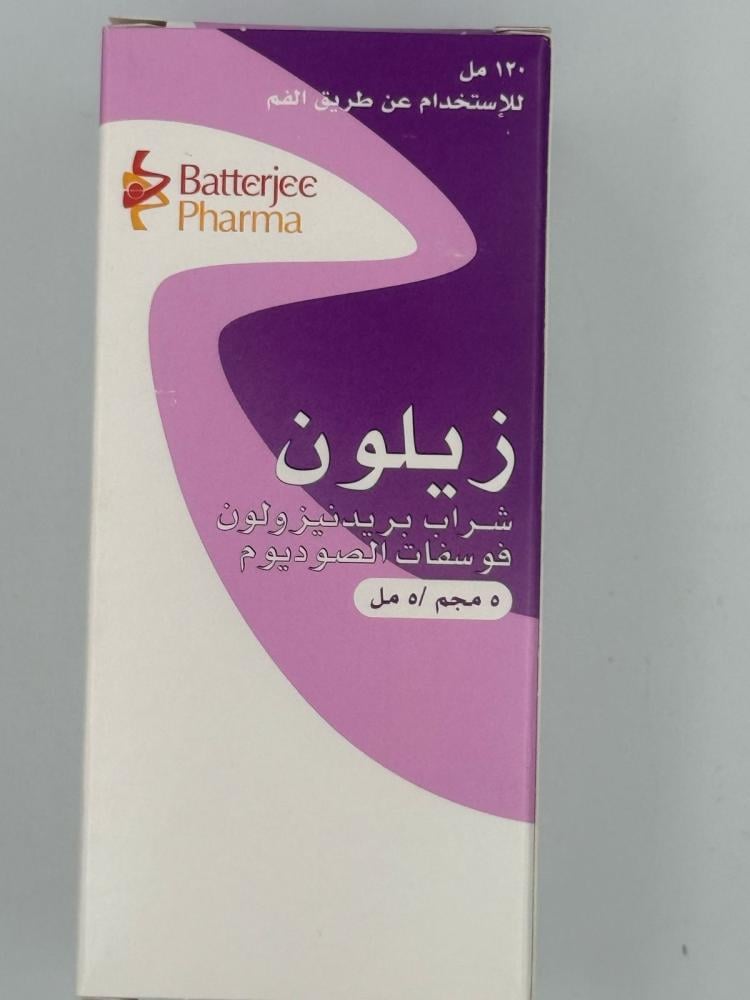 ١٢٠ مل
للإستخدام عن طريق الفم
Batterjee
Pharma
زيلون
شراب بريدنيزولون
فوسفات الصوديوم
٥ مجم /٥ مل